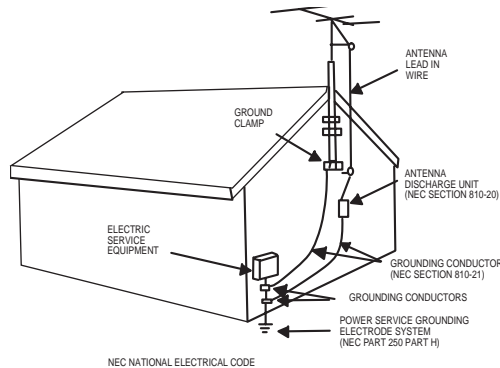 ANTENNA
LEAD IN
WIRE
GROUND
CLAMP
ANTENNA
DISCHARGE UNIT
(NEC SECTION 810-20)
ELECTRIC
SERVICE
EQUIPMENT
GROUNDING CONDUCTOR
(NEC SECTION 810-21)
GROUNDING CONDUCTORS
POWER SERVICE GROUNDING
ELECTRODE SYSTEM
(NEC PART 250 PART H)
NEC NATIONAL ELECTRICAL CODE